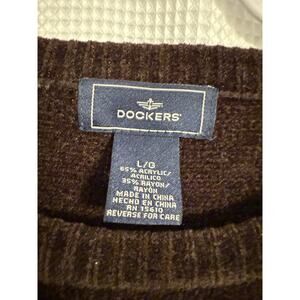 DOCKERS®
L/G
65% ACRYLIC/
ACRILICO
35% RAYON/
RAYON
MADE IN CHINA
HECHO EN CHINA
RN 15610
REVERSE FOR CARE